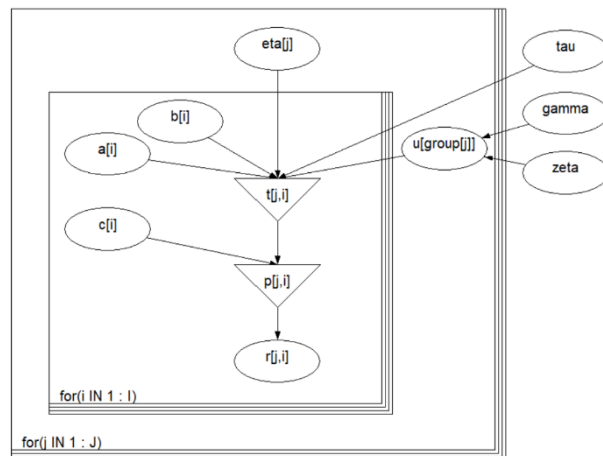 eta[j]
tau
b[i]
gamma
a[i]
u[group[j]]
zeta
t[j,i]
c[i]
p[j,i]
r[j,i]
for(i IN 1 : I)
for(j IN 1 : J)